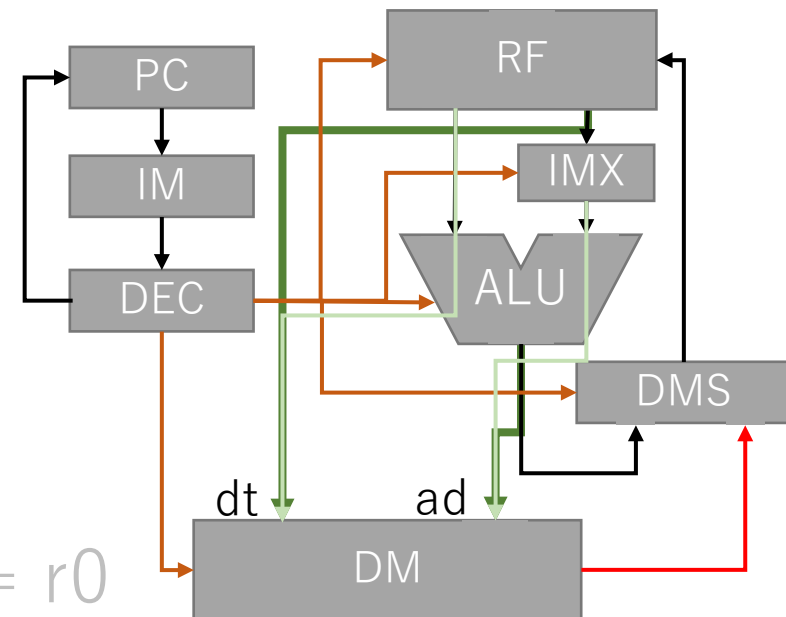 RF
PC
IMX
IM
ALU
DEC
DMS
dt
ad
DM
= r0